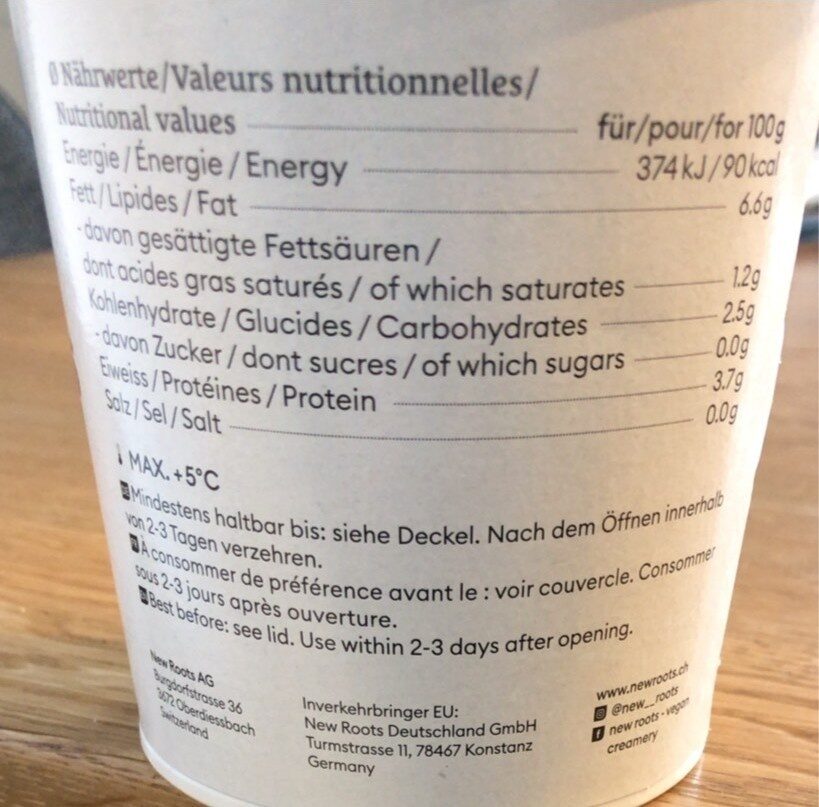 Ø Nährwerte/Valeurs nutritionnelles/
Nutritional values für/pour/for 100g
Energie / Énergie / Energy 374 kJ / 90 kcal
Fett / Lipides / Fat 6.6g
- davon gesättigte Fettsäuren /
dont acides gras saturés / of which saturates 1.2g
Kohlenhydrate / Glucides / Carbohydrates 2.5g
- davon Zucker / dont sucres / of which sugars 0.0g
Eiweiss / Protéines / Protein 3.7g
Salz / Sel / Salt 0.0g
MAX. +5°C
Mindestens haltbar bis: siehe Deckel. Nach dem Öffnen innerhalb
von 2-3 Tagen verzehren.
À consommer de préférence avant le : voir couvercle. Consommer
sous 2-3 jours après ouverture.
Best before: see lid. Use within 2-3 days after opening.
New Roots AG
Burgdorfstrasse 36
3672 Oberdiessbach
Switzerland
Inverkehrbringer EU:
New Roots Deutschland GmbH
Turmstrasse 11, 78467 Konstanz
Germany
www.newroots.ch
@new__roots
new roots - vegan
creamery